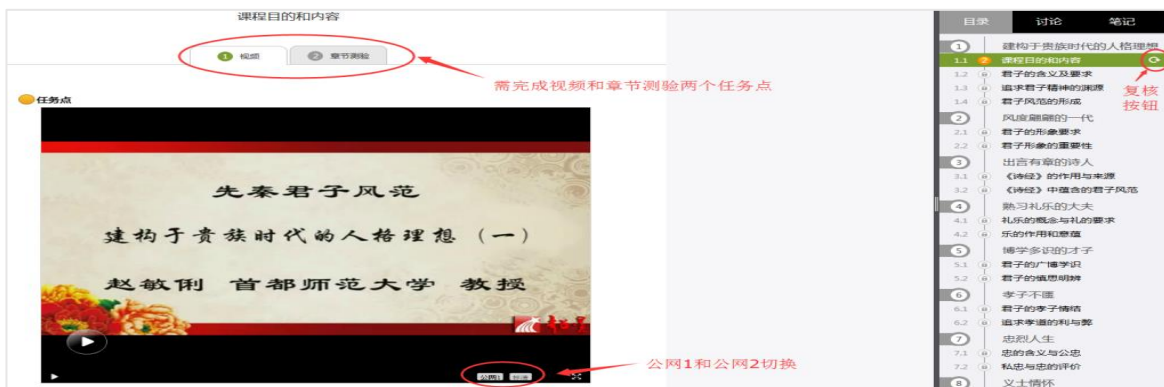 课程目的和内容
1 视频
2 章节测验
需完成视频和章节测验两个任务点
任务点
先秦君子风范
建构于贵族时代的人格理想（一）
赵敏俐 首都师范大学 教授
公网1
公网1和公网2切换
目录 讨论 笔记
1 建构于贵族时代的人格理想
1.1 2 课程目的和内容
1.2 君子的含义及要求
1.3 追求君子精神的渊源
1.4 君子风范的形成
复核按钮
2 风度翩翩的一代
2.1 君子的形象要求
2.2 君子形象的重要性
3 出言有章的诗人
3.1 《诗经》的作用与来源
3.2 《诗经》中蕴含的君子风范
4 熟习礼乐的大夫
4.1 礼乐的概念与礼的要求
4.2 乐的作用和意蕴
5 博学多识的才子
5.1 君子的广博学识
5.2 君子的慎思明辨
6 孝子不匮
6.1 君子的孝子情结
6.2 追求孝道的利与弊
7 忠烈人生
7.1 忠的含义与公忠
7.2 私忠与忠的评价
8 义士情怀